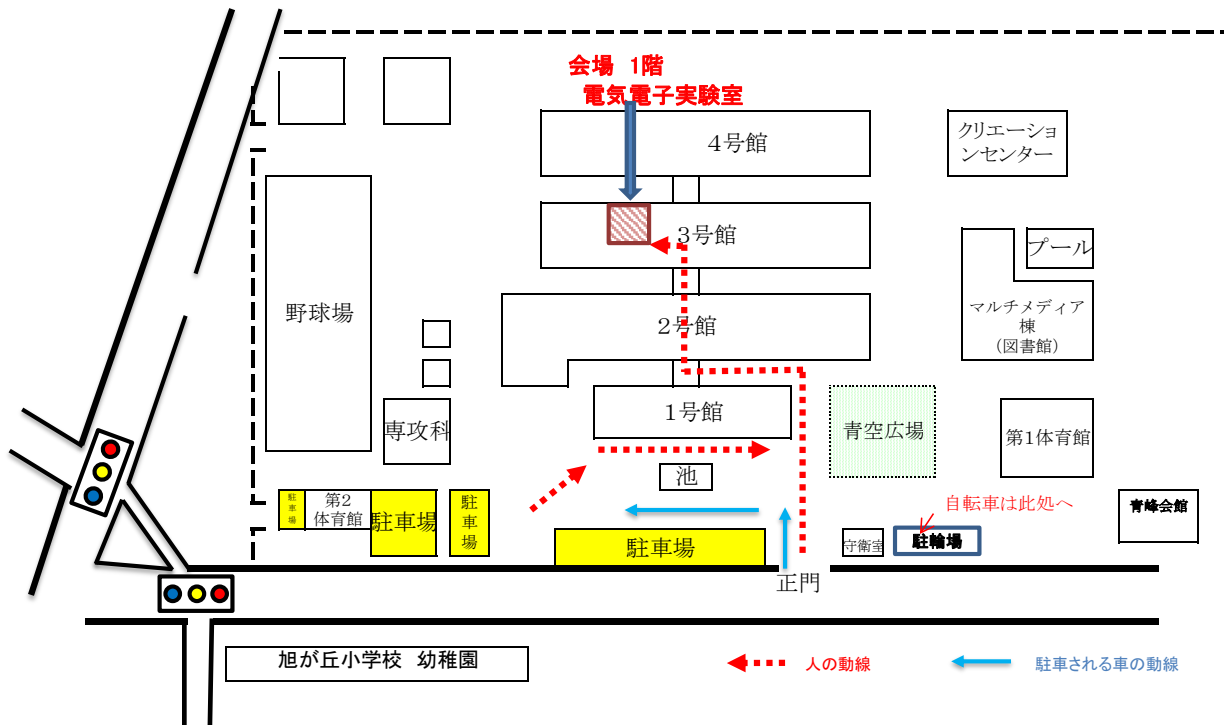 会場 1階
電気電子実験室
4号館
クリエーショ
ンセンター
3号館
プール
野球場
2号館
マルチメディア
棟
(図書館)
専攻科
1号館
青空広場
第1体育館
池
駐車場
第2
体育館
駐車場
駐車場
駐車場
自転車は此処へ
守衛室
駐輪場
青峰会館
正門
旭が丘小学校 幼稚園
人の動線
駐車される車の動線